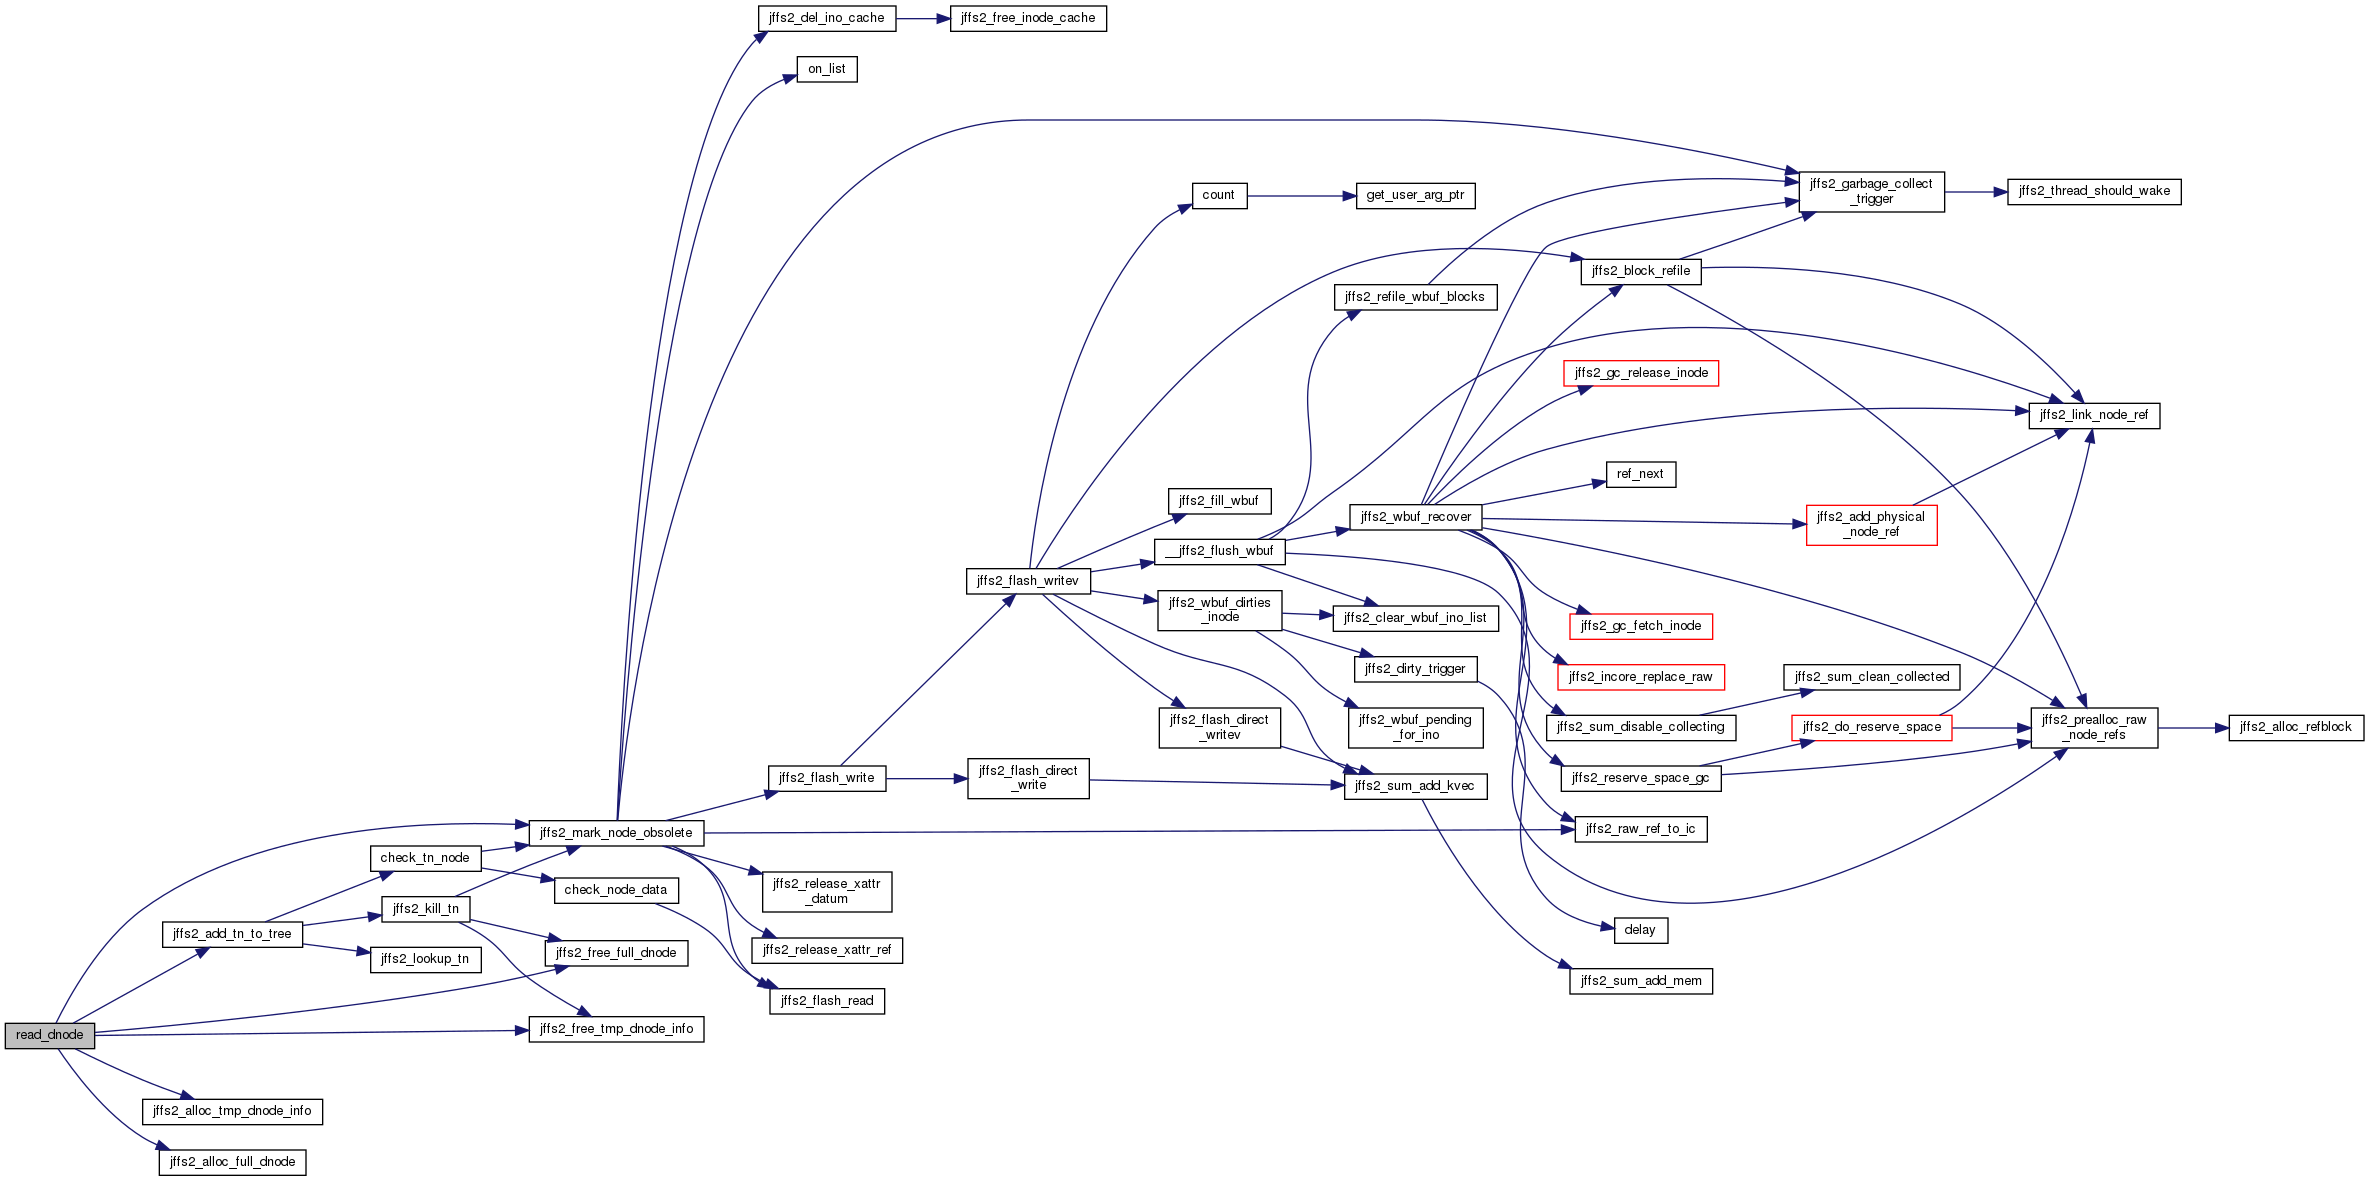 jffs2_del_ino_cache
jffs2_free_inode_cache
on_list
jffs2_garbage_collect
_trigger
jffs2_thread_should_wake
count
get_user_arg_ptr
jffs2_block_refile
jffs2_refile_wbuf_blocks
jffs2_gc_release_inode
jffs2_link_node_ref
ref_next
jffs2_fill_wbuf
jffs2_wbuf_recover
jffs2_add_physical
_node_ref
__jffs2_flush_wbuf
jffs2_flash_writev
jffs2_wbuf_dirties
_inode
jffs2_clear_wbuf_ino_list
jffs2_gc_fetch_inode
jffs2_dirty_trigger
jffs2_incore_replace_raw
jffs2_sum_clean_collected
jffs2_flash_direct
_writev
jffs2_wbuf_pending
_for_ino
jffs2_sum_disable_collecting
jffs2_do_reserve_space
jffs2_prealloc_raw
_node_refs
jffs2_alloc_refblock
jffs2_flash_write
jffs2_flash_direct
_write
jffs2_sum_add_kvec
jffs2_reserve_space_gc
jffs2_mark_node_obsolete
jffs2_raw_ref_to_ic
check_tn_node
check_node_data
jffs2_release_xattr
_datum
jffs2_kill_tn
jffs2_add_tn_to_tree
delay
jffs2_lookup_tn
jffs2_free_full_dnode
jffs2_release_xattr_ref
jffs2_sum_add_mem
jffs2_flash_read
read_dnode
jffs2_free_tmp_dnode_info
jffs2_alloc_tmp_dnode_info
jffs2_alloc_full_dnode